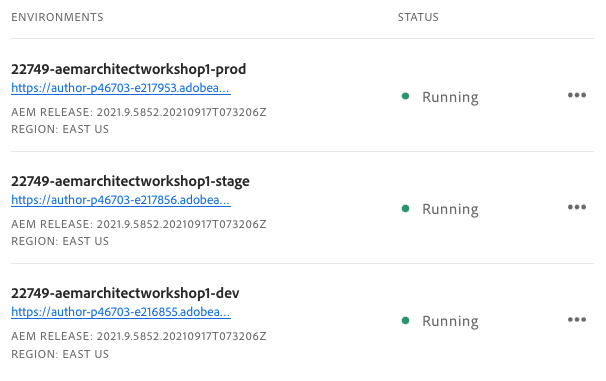 ENVIRONMENTS STATUS
22749-aemarchitectworkshop1-prod
https://author-p46703-e217953.adobea...
Running
AEM RELEASE: 2021.9.5852.20210917T073206Z
REGION: EAST US
22749-aemarchitectworkshop1-stage
https://author-p46703-e217856.adobea...
Running
AEM RELEASE: 2021.9.5852.20210917T073206Z
REGION: EAST US
22749-aemarchitectworkshop1-dev
https://author-p46703-e216855.adobea...
Running
AEM RELEASE: 2021.9.5852.20210917T073206Z
REGION: EAST US